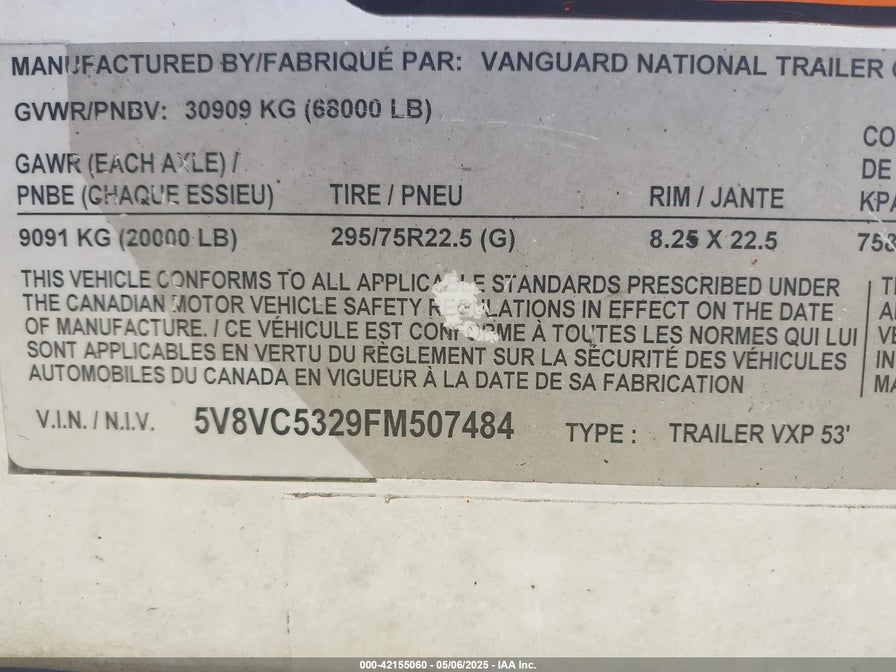 MANUFACTURED BY/FABRIQUÉ PAR: VANGUARD NATIONAL TRAILER
GVWR/PNBV: 30909 KG (68000 LB)
GAWR (EACH AXLE) /
PNBE (CHAQUE ESSIEU) TIRE / PNEU RIM / JANTE
CO
DE
KPA
9091 KG (20000 LB) 295/75R22.5 (G) 8.25 X 22.5 758
THIS VEHICLE CONFORMS TO ALL APPLICABLE STANDARDS PRESCRIBED UNDER
THE CANADIAN MOTOR VEHICLE SAFETY REGULATIONS IN EFFECT ON THE DATE
OF MANUFACTURE. / CE VÉHICULE EST CONFORME À TOUTES LES NORMES QUI LUI
SONT APPLICABLES EN VERTU DU RÈGLEMENT SUR LA SÉCURITÉ DES VÉHICULES
AUTOMOBILES DU CANADA EN VIGUEUR À LA DATE DE SA FABRICATION
V.I.N. / N.I.V. 5V8VC5329FM507484 TYPE : TRAILER VXP 53'
000-42155060 - 05/06/2025 - IAA Inc.